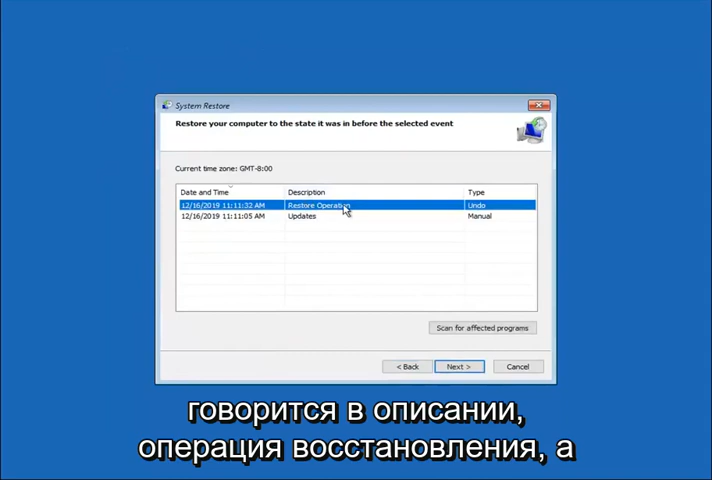 System Restore
Restore your computer to the state it was in before the selected event
Current time zone: GMT-8:00
Date and Time Description Type
12/16/2019 11:11:32 AM Restore Operation Undo
12/16/2019 11:11:05 AM Updates Manual
Scan for affected programs
< Back Next > Cancel
говорится в описании,
операция восстановления, а